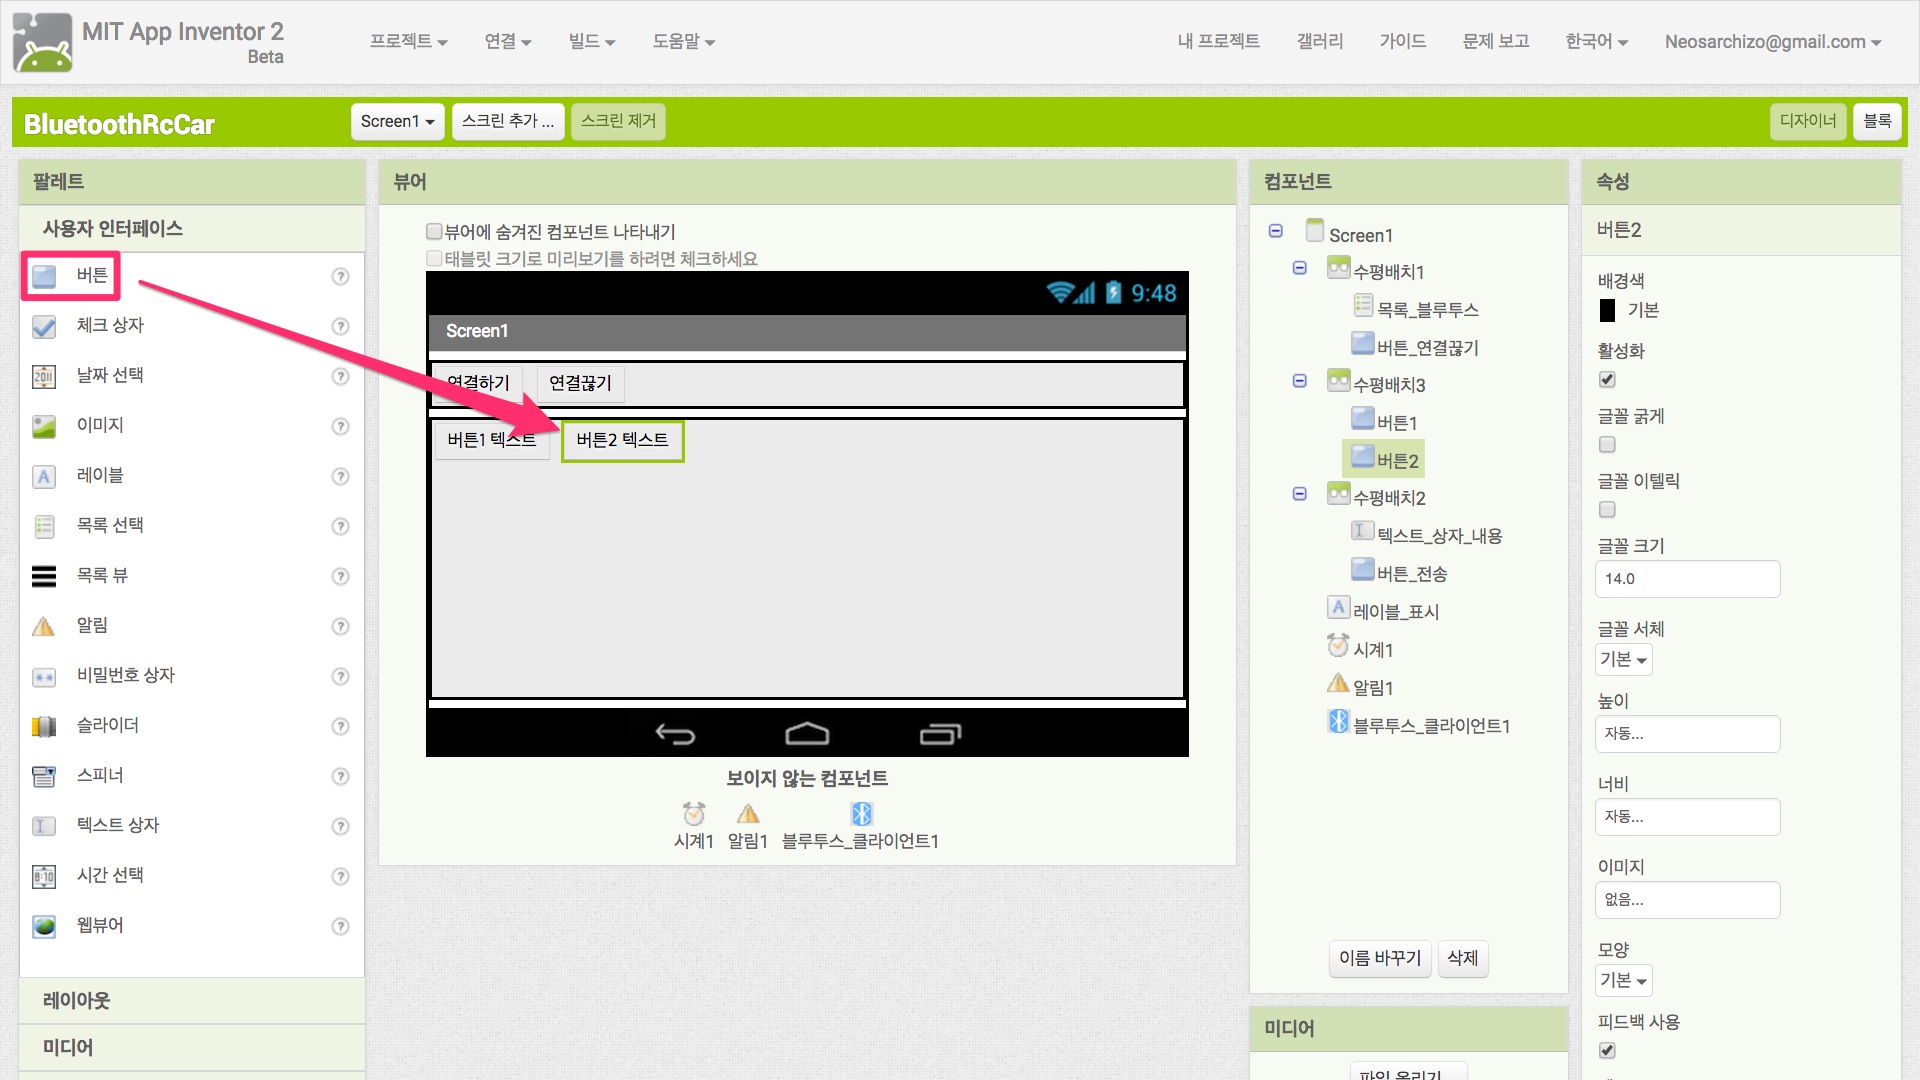 MIT App Inventor 2
Beta
프로젝트
연결
빌드
도움말
내 프로젝트
갤러리
가이드
문제 보고
한국어
Neosarchizo@gmail.com
BluetoothRcCar
Screen1
스크린 추가 ...
스크린 제거
디자이너
블록
팔레트
사용자 인터페이스
버튼
체크 상자
날짜 선택
이미지
레이블
목록 선택
목록 뷰
알림
비밀번호 상자
슬라이더
스피너
텍스트 상자
시간 선택
웹뷰어
레이아웃
미디어
뷰어
뷰어에 숨겨진 컴포넌트 나타내기
태블릿 크기로 미리보기를 하려면 체크하세요
9:48
Screen1
연결하기
연결끊기
버튼1 텍스트
버튼2 텍스트
보이지 않는 컴포넌트
시계1
알림1
블루투스_클라이언트1
컴포넌트
Screen1
수평배치1
목록_블루투스
버튼_연결끊기
수평배치3
버튼1
버튼2
수평배치2
텍스트_상자_내용
버튼_전송
레이블_표시
시계1
알림1
블루투스_클라이언트1
이름 바꾸기
삭제
미디어
파일 올리기 ...
속성
버튼2
배경색
기본
활성화
글꼴 굵게
글꼴 이텔릭
글꼴 크기
14.0
글꼴 서체
기본
높이
자동...
너비
자동...
이미지
없음...
모양
기본
피드백 사용